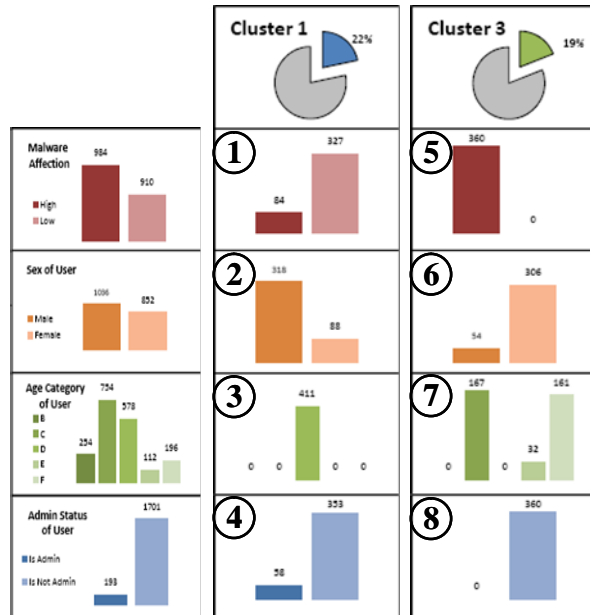 Cluster 1
22%
Cluster 3
19%
Malware
Affection
984
910
High
Low
1
84
327
5
360
0
Sex of User
1036
852
Male
Female
2
318
88
6
54
306
Age Category
of User
B
C
D
E
F
254
754
578
112
196
3
0
0
411
0
0
7
0
167
0
32
161
Admin Status
of User
Is Admin
Is Not Admin
193
1701
4
58
353
8
0
360